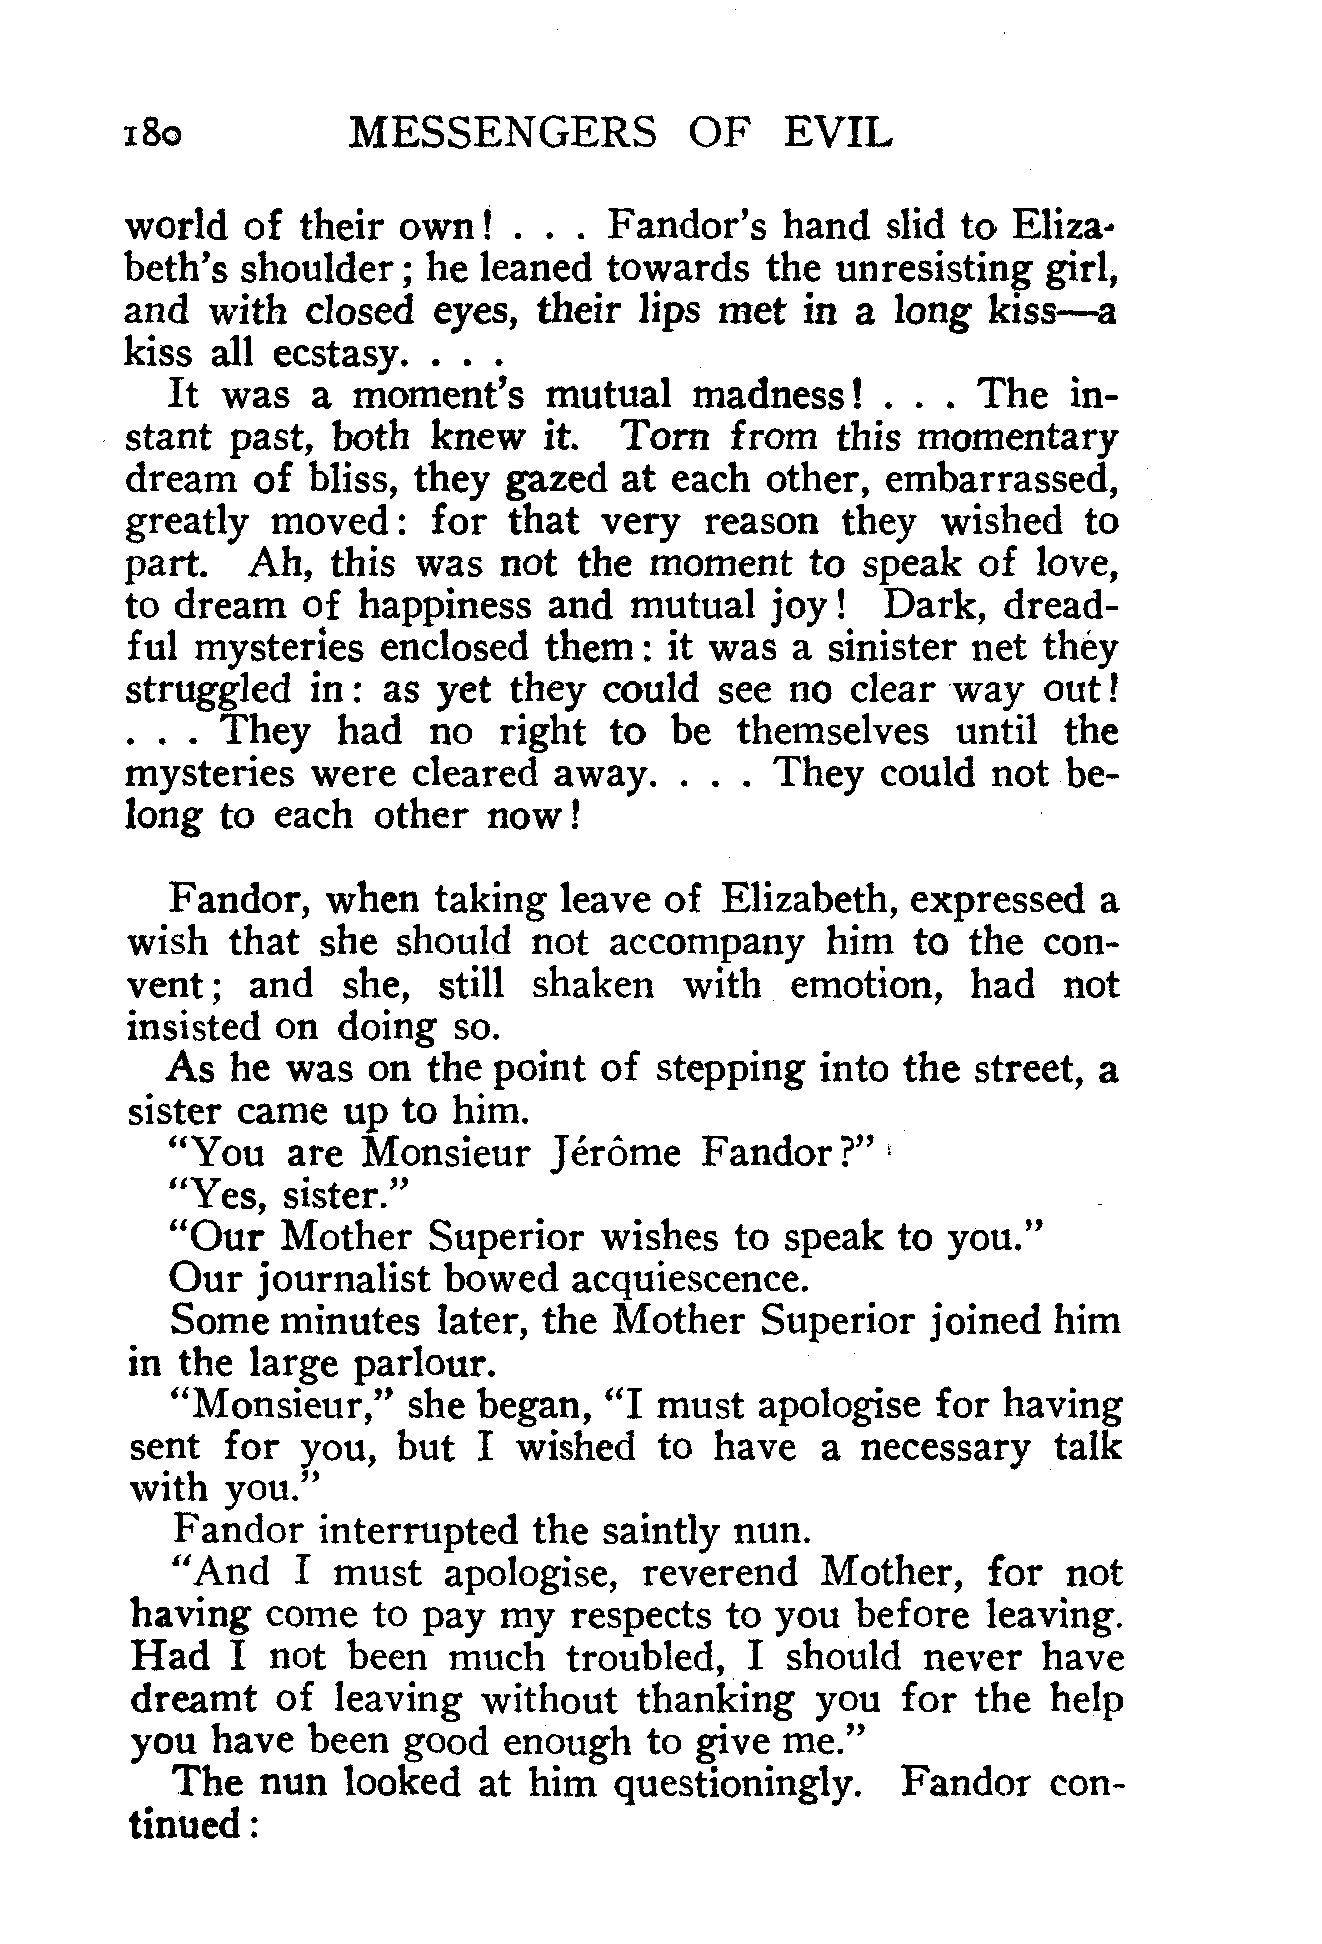 180 MESSENGERS OF EVIL
world of their own! . . . Fandor's hand slid to Eliza-
beth's shoulder; he leaned towards the unresisting girl,
and with closed eyes, their lips met in a long kiss—a
kiss all ecstasy. . . .
It was a moment's mutual madness! . . . The in-
stant past, both knew it. Torn from this momentary
dream of bliss, they gazed at each other, embarrassed,
greatly moved: for that very reason they wished to
part. Ah, this was not the moment to speak of love,
to dream of happiness and mutual joy! Dark, dread-
ful mysteries enclosed them: it was a sinister net they
struggled in: as yet they could see no clear way out!
. . . They had no right to be themselves until the
mysteries were cleared away. . . . They could not be-
long to each other now!
Fandor, when taking leave of Elizabeth, expressed a
wish that she should not accompany him to the con-
vent; and she, still shaken with emotion, had not
insisted on doing so.
As he was on the point of stepping into the street, a
sister came up to him.
"You are Monsieur Jérôme Fandor?"
"Yes, sister."
"Our Mother Superior wishes to speak to you."
Our journalist bowed acquiescence.
Some minutes later, the Mother Superior joined him
in the large parlour.
"Monsieur," she began, "I must apologise for having
sent for you, but I wished to have a necessary talk
with you."
Fandor interrupted the saintly nun.
"And I must apologise, reverend Mother, for not
having come to pay my respects to you before leaving.
Had I not been much troubled, I should never have
dreamt of leaving without thanking you for the help
you have been good enough to give me."
The nun looked at him questioningly. Fandor con-
tinued: